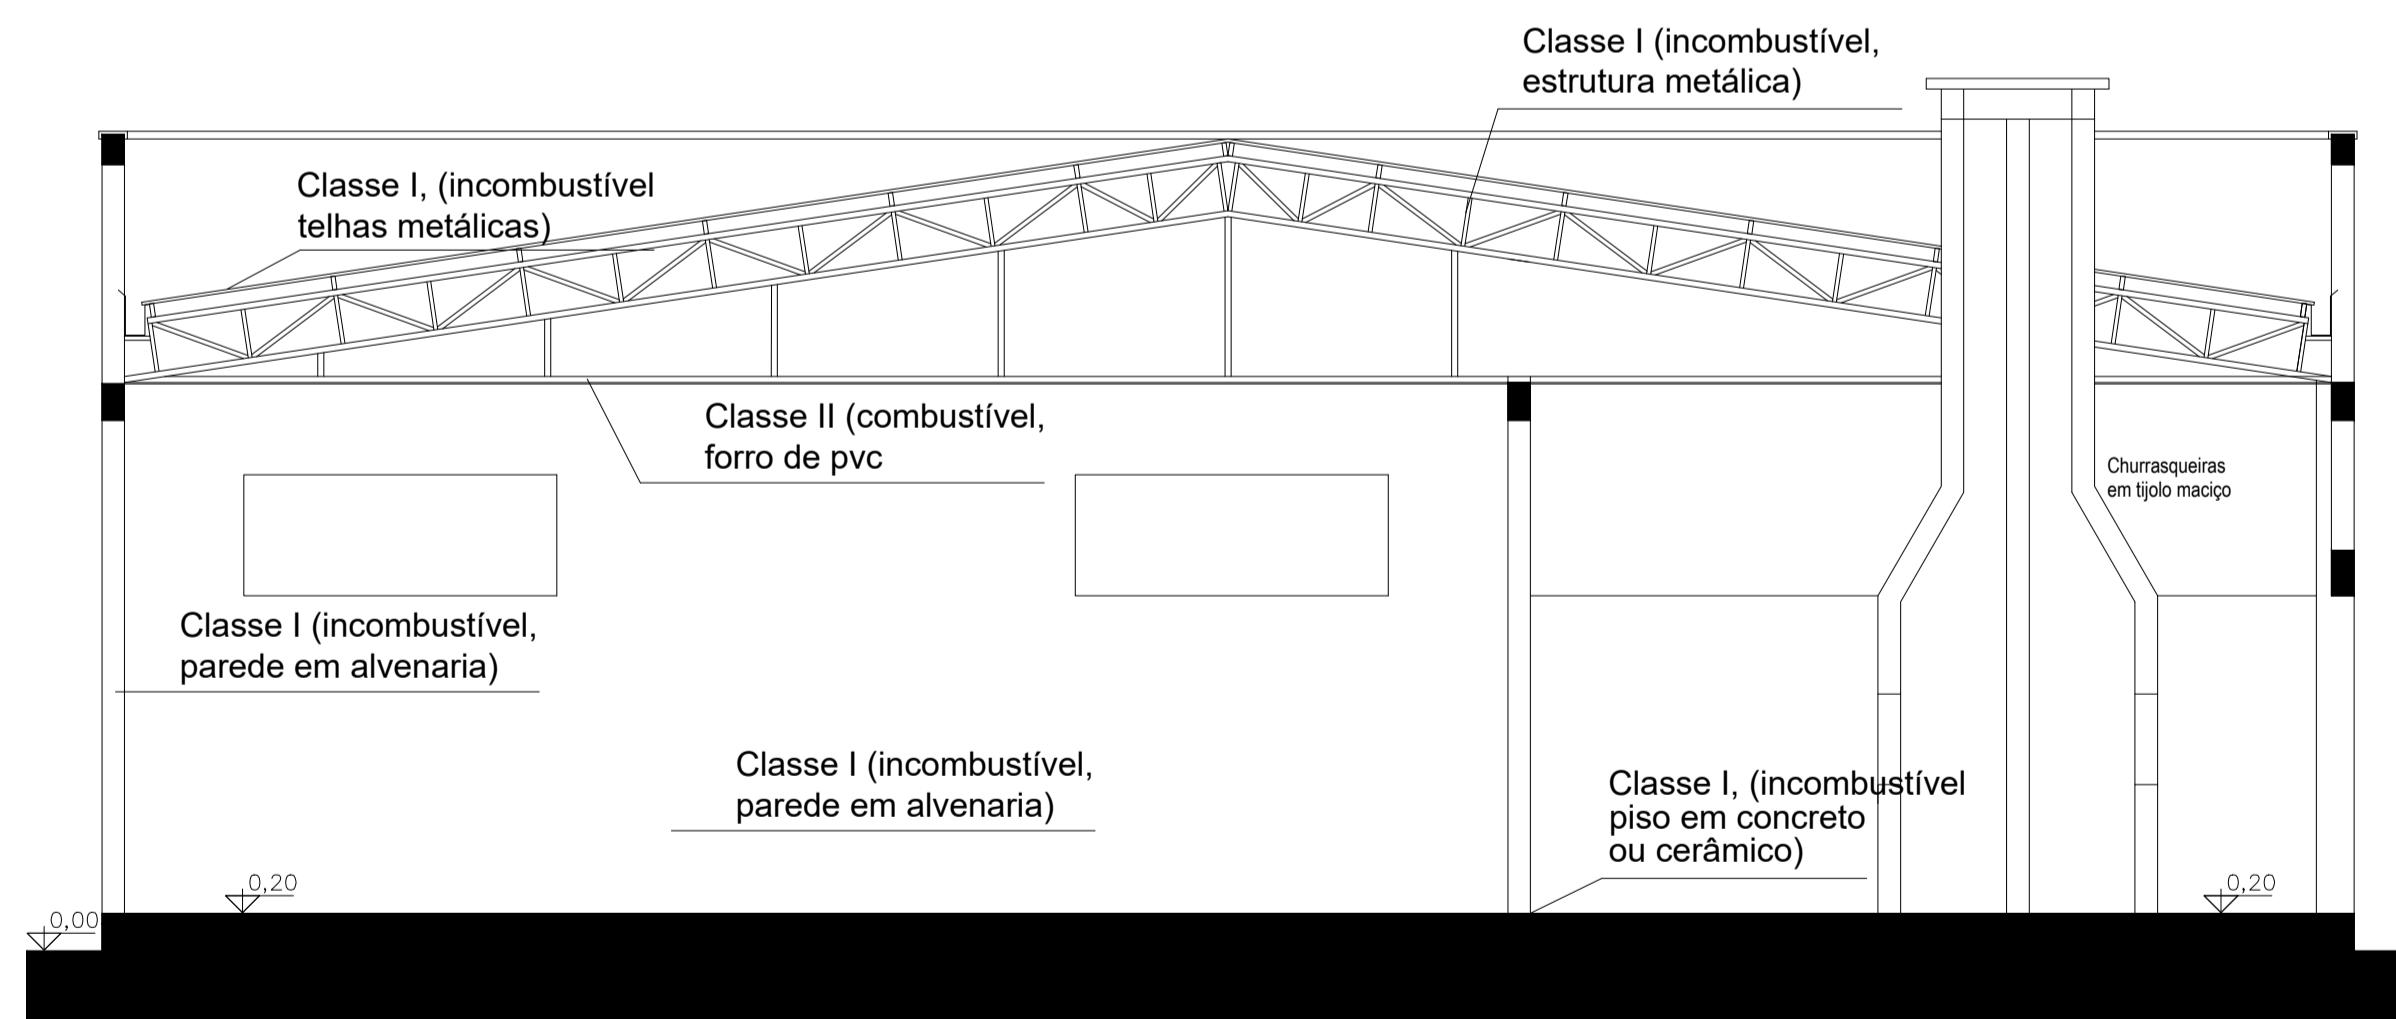 Classe I (incombustível,
estrutura metálica)
Classe I, (incombustível
telhas metálicas)
Classe II (combustível,
forro de pvc
Churrasqueiras
em tijolo maciço
Classe I (incombustível,
parede em alvenaria)
Classe I (incombustível,
parede em alvenaria)
Classe I, (incombustível
piso em concreto
ou cerâmico)
0,20
0,20
0,00